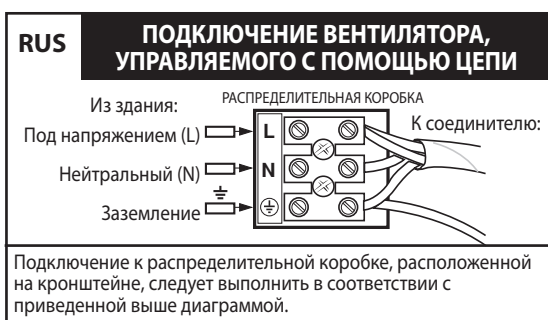 RUS
ПОДКЛЮЧЕНИЕ ВЕНТИЛЯТОРА,
УПРАВЛЯЕМОГО С ПОМОЩЬЮ ЦЕПИ
РАСПРЕДЕЛИТЕЛЬНАЯ КОРОБКА
Из здания:
К соединителю:
Под напряжением (L)
L
Нейтральный (N)
N
Заземление
Подключение к распределительной коробке, расположенной
на кронштейне, следует выполнить в соответствии с
приведенной выше диаграммой.